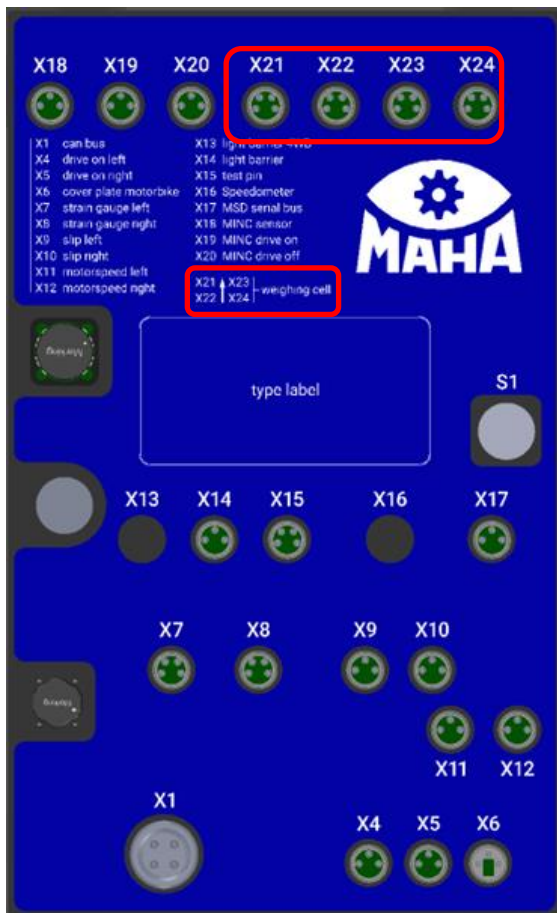 X18 X19 X20 X21 X22 X23 X24
X1 can bus
X4 drive on left
X5 drive on right
X6 cover plate motorbike
X7 strain gauge left
X8 strain gauge right
X9 slip left
X10 slip right
X11 motorspeed left
X12 motorspeed right
X13 light barrier 4WD
X14 light barrier
X15 test pin
X16 Speedometer
X17 MSD serial bus
X18 MINC sensor
X19 MINC drive on
X20 MINC drive off
X21 X23
X22 X24
weighing cell
MAHA
type label
S1
X13 X14 X15 X16 X17
X7 X8 X9 X10
X11 X12
X1
X4 X5 X6